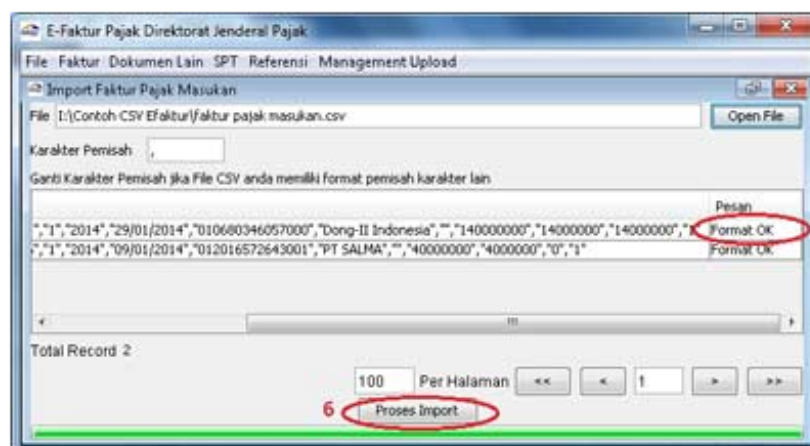 E-Faktur Pajak Direktorat Jenderal Pajak
File Faktur Dokumen Lain SPT Referensi Management Upload
Import Faktur Pajak Masukan
File I:\Contoh CSV Efaktur\faktur pajak masukan.csv Open File
Karakter Pemisah ,
Ganti Karakter Pemisah jika File CSV anda memiliki format pemisah karakter lain
Pesan
","1","2014","29/01/2014","010680346057000","Dong-Il Indonesia","","140000000","14000000","14000000","1 Format OK
","1","2014","09/01/2014","012016572643001","PT SALMA","","40000000","4000000","0","1" Format OK
Total Record 2
100 Per Halaman << < 1 > >>
6 Proses Import